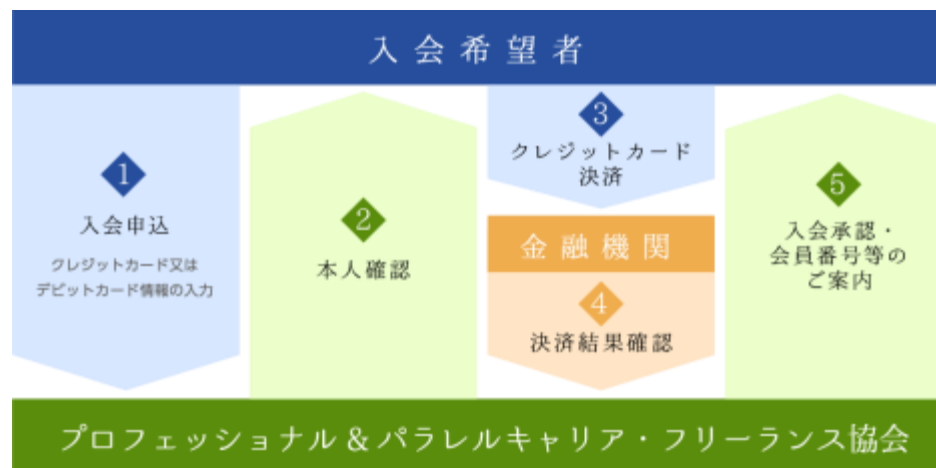 入会希望者
1
入会申込
クレジットカード又は
デビットカード情報の入力
2
本人確認
3
クレジットカード
決済
金融機関
4
決済結果確認
5
入会承認・
会員番号等の
ご案内
プロフェッショナル&パラレルキャリア・フリーランス協会